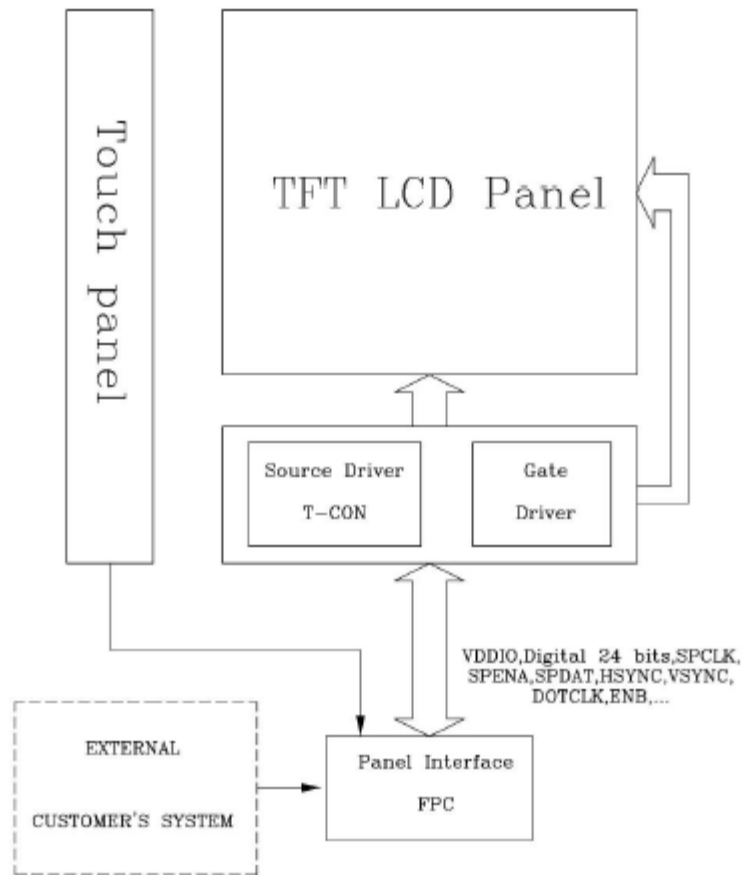 Touch panel
TFT LCD Panel
Source Driver
T-CON
Gate
Driver
VDDIO,Digital 24 bits,SPCLK,
SPENA,SPDAT,HSYNC,VSYNC,
DOTCLK,ENB,...
EXTERNAL
CUSTOMER'S SYSTEM
Panel Interface
FPC